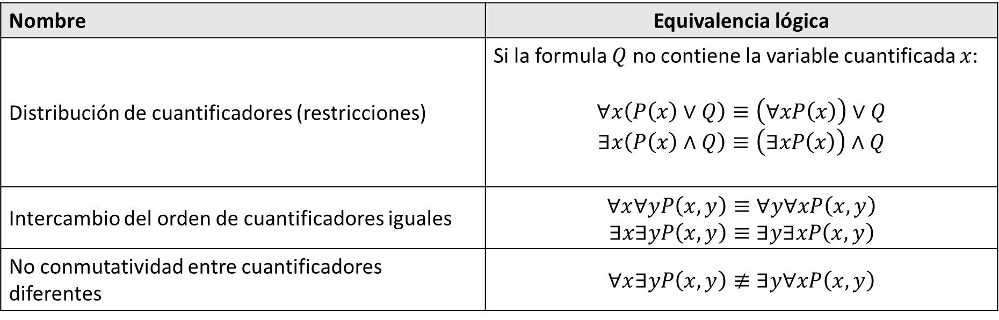 Nombre
Equivalencia lógica
Distribución de cuantificadores (restricciones)
Si la formula 𝑄 no contiene la variable cuantificada 𝑥:
∀𝑥(𝑃(𝑥) ∨ 𝑄) ≡ (∀𝑥𝑃(𝑥)) ∨ 𝑄
∃𝑥(𝑃(𝑥) ∧ 𝑄) ≡ (∃𝑥𝑃(𝑥)) ∧ 𝑄
Intercambio del orden de cuantificadores iguales
∀𝑥∀𝑦𝑃(𝑥, 𝑦) ≡ ∀𝑦∀𝑥𝑃(𝑥, 𝑦)
∃𝑥∃𝑦𝑃(𝑥, 𝑦) ≡ ∃𝑦∃𝑥𝑃(𝑥, 𝑦)
No conmutatividad entre cuantificadores
diferentes
∀𝑥∃𝑦𝑃(𝑥, 𝑦) ≢ ∃𝑦∀𝑥𝑃(𝑥, 𝑦)